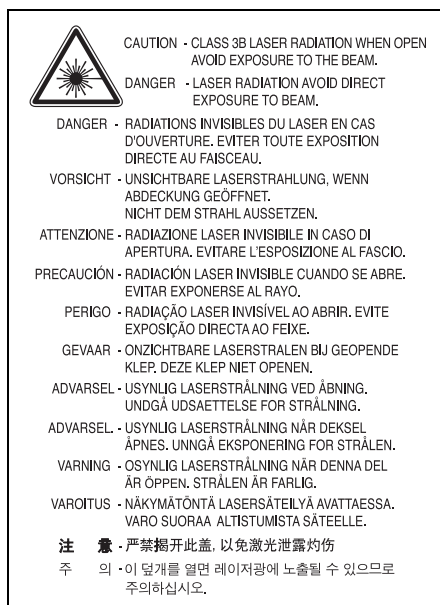 CAUTION - CLASS 3B LASER RADIATION WHEN OPEN
AVOID EXPOSURE TO THE BEAM.
DANGER - LASER RADIATION AVOID DIRECT
EXPOSURE TO BEAM.
DANGER - RADIATIONS INVISIBLES DU LASER EN CAS
D'OUVERTURE. EVITER TOUTE EXPOSITION
DIRECTE AU FAISCEAU.
VORSICHT - UNSICHTBARE LASERSTRAHLUNG, WENN
ABDECKUNG GEÖFFNET.
NICHT DEM STRAHL AUSSETZEN.
ATTENZIONE - RADIAZIONE LASER INVISIBILE IN CASO DI
APERTURA. EVITARE L'ESPOSIZIONE AL FASCIO.
PRECAUCIÓN - RADIACIÓN LASER INVISIBLE CUANDO SE ABRE.
EVITAR EXPONERSE AL RAYO.
PERIGO - RADIAÇÃO LASER INVISÍVEL AO ABRIR. EVITE
EXPOSIÇÃO DIRECTA AO FEIXE.
GEVAAR - ONZICHTBARE LASERSTRALEN BIJ GEOPENDE
KLEP. DEZE KLEP NIET OPENEN.
ADVARSEL - USYNLIG LASERSTRÅLNING VED ÅBNING.
UNDGÅ UDSAETTELSE FOR STRÅLNING.
ADVARSEL. - USYNLIG LASERSTRÅLNING NÅR DEKSEL
ÅPNES. UNNGÅ EKSPONERING FOR STRÅLEN.
VARNING - OSYNLIG LASERSTRÅLNING NÄR DENNA DEL
ÄR ÖPPEN. STRÅLEN ÄR FARLIG.
VAROITUS - NÄKYMÄTÖNTÄ LASERSÄTEILYÄ AVATTAESSA.
VARO SUORAA ALTISTUMISTA SÄTEELLE.
注 意 - 严禁揭开此盖, 以免激光泄露灼伤
주 의 - 이 덮개를 열면 레이저광에 노출될 수 있으므로
주의하십시오.